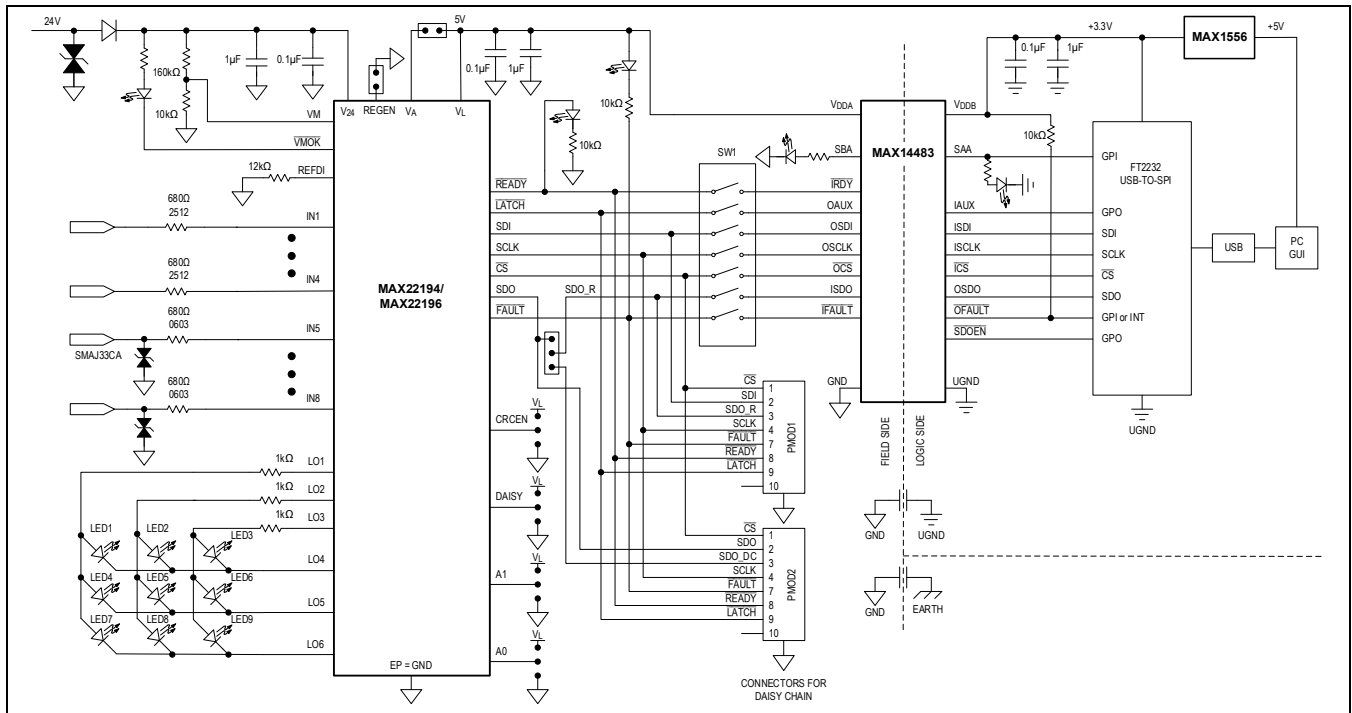 24V
5V
+3.3V
MAX1556
+5V
160kΩ
10kΩ
1µF
0.1µF
0.1µF
1µF
10kΩ
0.1µF
1µF
V24
REGEN
VA
VL
VM
VMOK
12kΩ
REFDI
10kΩ
VDDA
VDDB
10kΩ
SW1
SBA
MAX14483
SAA
GPI
FT2232
USB-TO-SPI
READY
IRDY
LATCH
OAUX
IAUX
GPO
SDI
OSDI
ISDI
SDI
SCLK
OSCLK
ISCLK
SCLK
USB
PC
GUI
CS
OCS
ICS
CS
SDO
SDO_R
ISDO
OSDO
SDO
FAULT
IFAULT
OFAULT
GPI or INT
SDOEN
GPO
GND
UGND
UGND
680Ω
2512
IN1
680Ω
2512
IN4
MAX22194/
MAX22196
680Ω
0603
IN5
SMAJ33CA
680Ω
0603
IN8
CRCEN
VL
DAISY
VL
A1
VL
A0
VL
1kΩ
LO1
1kΩ
LO2
1kΩ
LO3
LED1
LED2
LED3
LO4
LED4
LED5
LED6
LO5
LED7
LED8
LED9
LO6
EP = GND
CS
1
SDI
2
SDO_R
3
SCLK
4
FAULT
7
READY
8
LATCH
9
10
PMOD1
CS
1
SDO
2
SDO_DC
3
SCLK
4
FAULT
7
READY
8
LATCH
9
10
PMOD2
CONNECTORS FOR
DAISY CHAIN
FIELD SIDE
LOGIC SIDE
GND
UGND
GND
EARTH